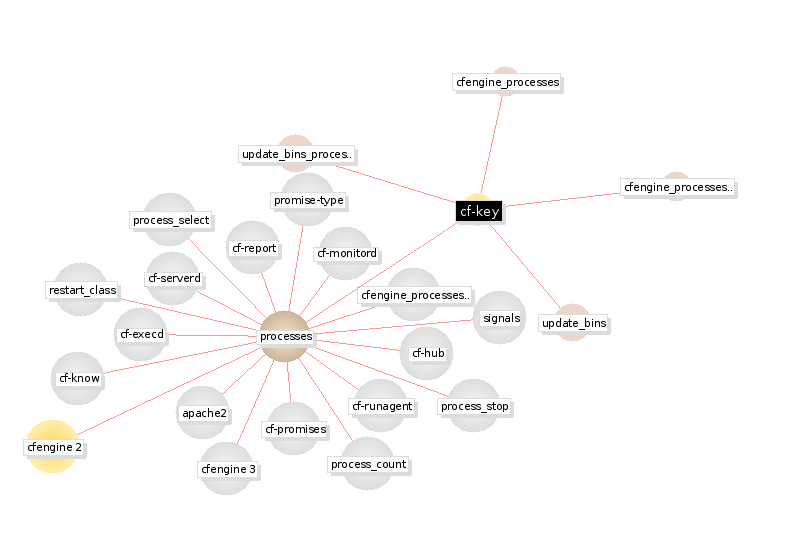 cfengine_processes
update_bins_proces..
cfengine_processes..
promise-type
cf-key
process_select
cf-report
cf-monitord
cf-serverd
restart_class
cfengine_processes..
signals
update_bins
cf-execd
processes
cf-hub
cf-know
apache2
cf-runagent
process_stop
cf-promises
cfengine 2
process_count
cfengine 3